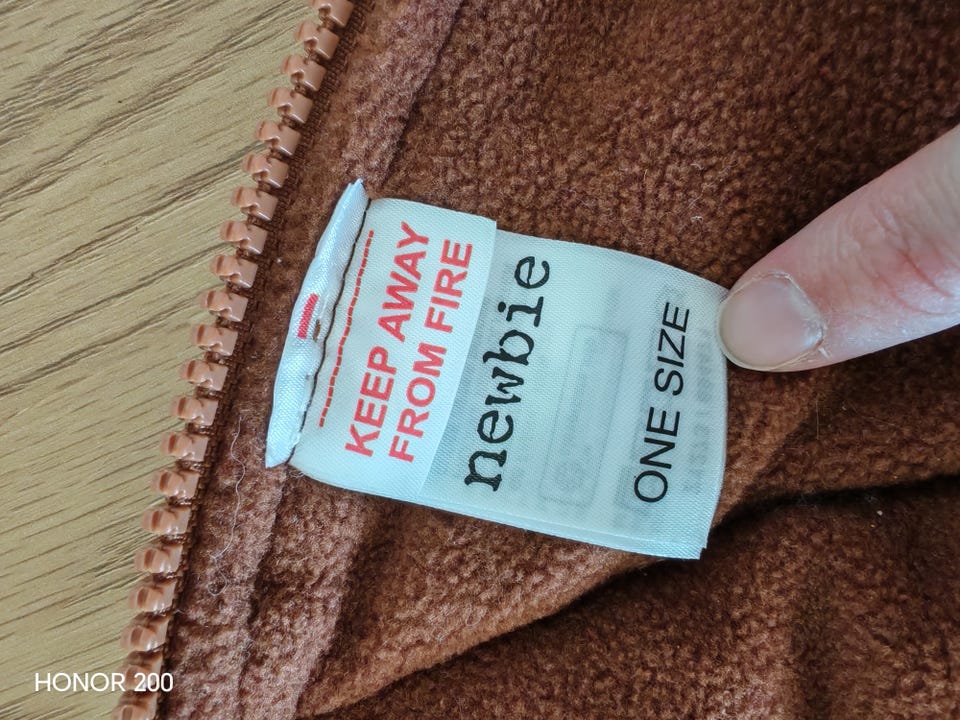 KEEP AWAY
FROM FIRE
newbie
ONE SIZE
HONOR 200